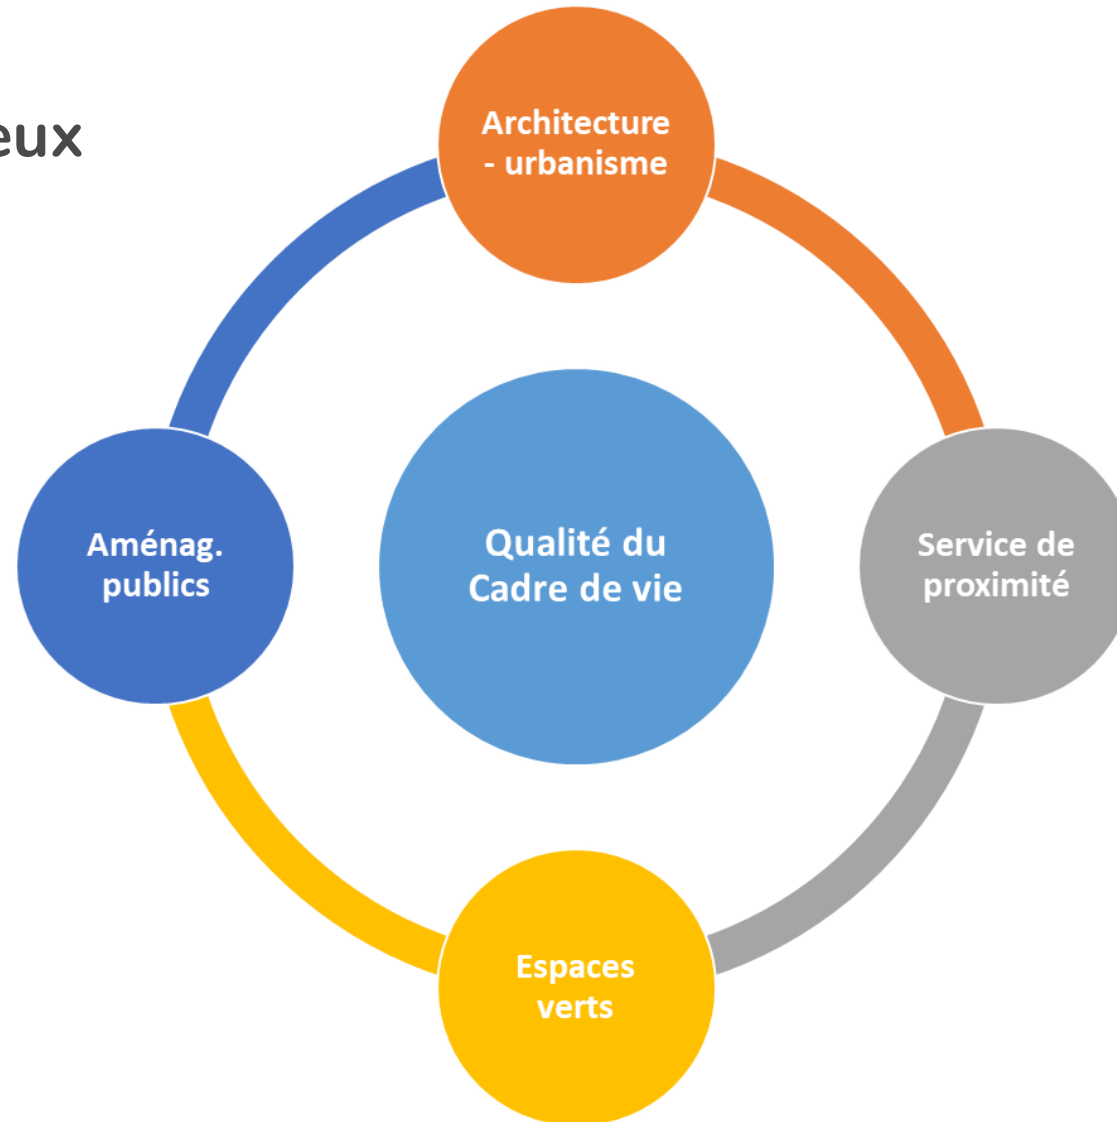 eux
Architecture
- urbanisme
Aménag.
publics
Qualité du
Cadre de vie
Service de
proximité
Espaces
verts